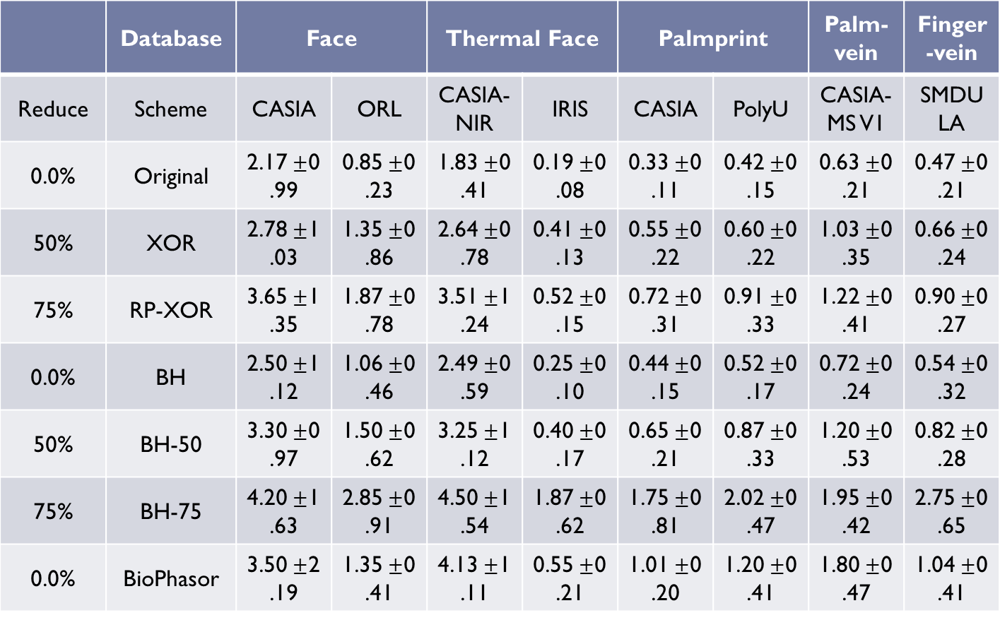 Database Face Thermal Face Palmprint Palm-
vein Finger
-vein
Reduce Scheme CASIA ORL CASIA-
NIR IRIS CASIA PolyU CASIA-
MS V1 SMDU
LA
0.0% Original 2.17 ±0
.99 0.85 ±0
.23 1.83 ±0
.41 0.19 ±0
.08 0.33 ±0
.11 0.42 ±0
.15 0.63 ±0
.21 0.47 ±0
.21
50% XOR 2.78 ±1
.03 1.35 ±0
.86 2.64 ±0
.78 0.41 ±0
.13 0.55 ±0
.22 0.60 ±0
.22 1.03 ±0
.35 0.66 ±0
.24
75% RP-XOR 3.65 ±1
.35 1.87 ±0
.78 3.51 ±1
.24 0.52 ±0
.15 0.72 ±0
.31 0.91 ±0
.33 1.22 ±0
.41 0.90 ±0
.27
0.0% BH 2.50 ±1
.12 1.06 ±0
.46 2.49 ±0
.59 0.25 ±0
.10 0.44 ±0
.15 0.52 ±0
.17 0.72 ±0
.24 0.54 ±0
.32
50% BH-50 3.30 ±0
.97 1.50 ±0
.62 3.25 ±1
.12 0.40 ±0
.17 0.65 ±0
.21 0.87 ±0
.33 1.20 ±0
.53 0.82 ±0
.28
75% BH-75 4.20 ±1
.63 2.85 ±0
.91 4.50 ±1
.54 1.87 ±0
.62 1.75 ±0
.81 2.02 ±0
.47 1.95 ±0
.42 2.75 ±0
.65
0.0% BioPhasor 3.50 ±2
.19 1.35 ±0
.41 4.13 ±1
.11 0.55 ±0
.21 1.01 ±0
.20 1.20 ±0
.41 1.80 ±0
.47 1.04 ±0
.41